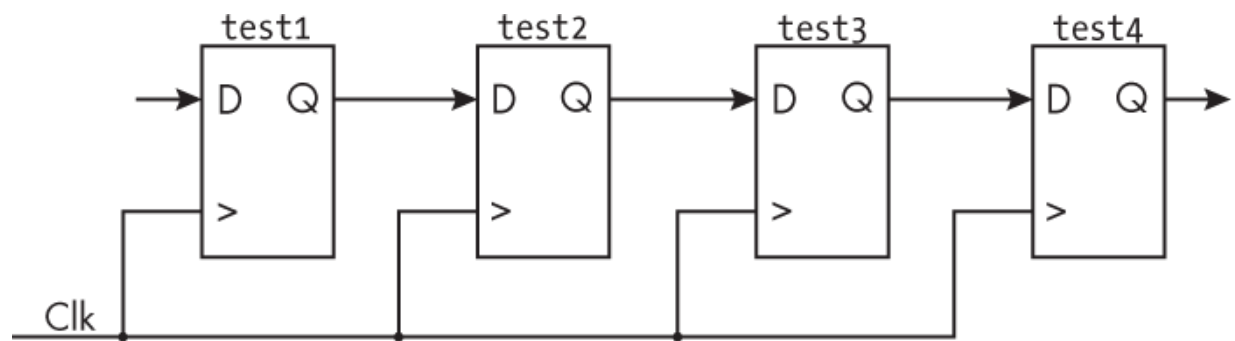 test1 test2 test3 test4
D Q D Q D Q D Q
> > > >
Clk